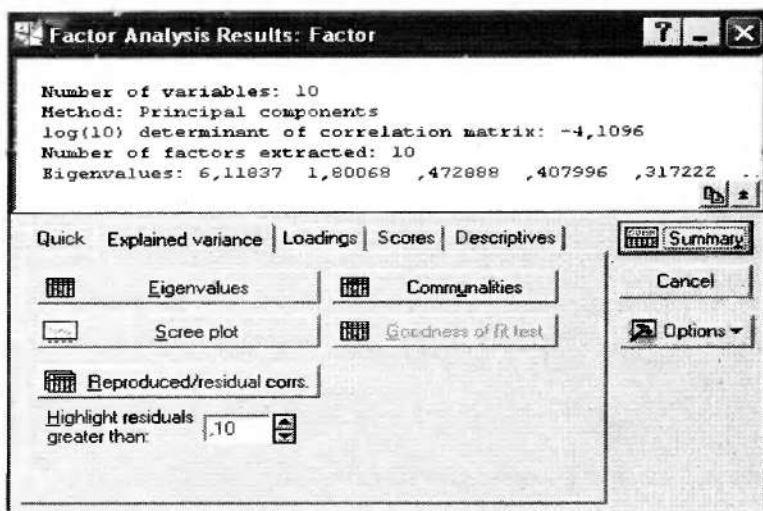 Factor Analysis Results: Factor
Number of variables: 10
Method: Principal components
log(10) determinant of correlation matrix: -4,1096
Number of factors extracted: 10
Eigenvalues: 6,11837 1,80068 ,472888 ,407996 ,317222 ..
Quick Explained variance Loadings Scores Descriptives
Summary
Eigenvalues Communalities Cancel
Scree plot Goodness of fit test Options
Reproduced/residual corrs.
Highlight residuals
greater than: ,10